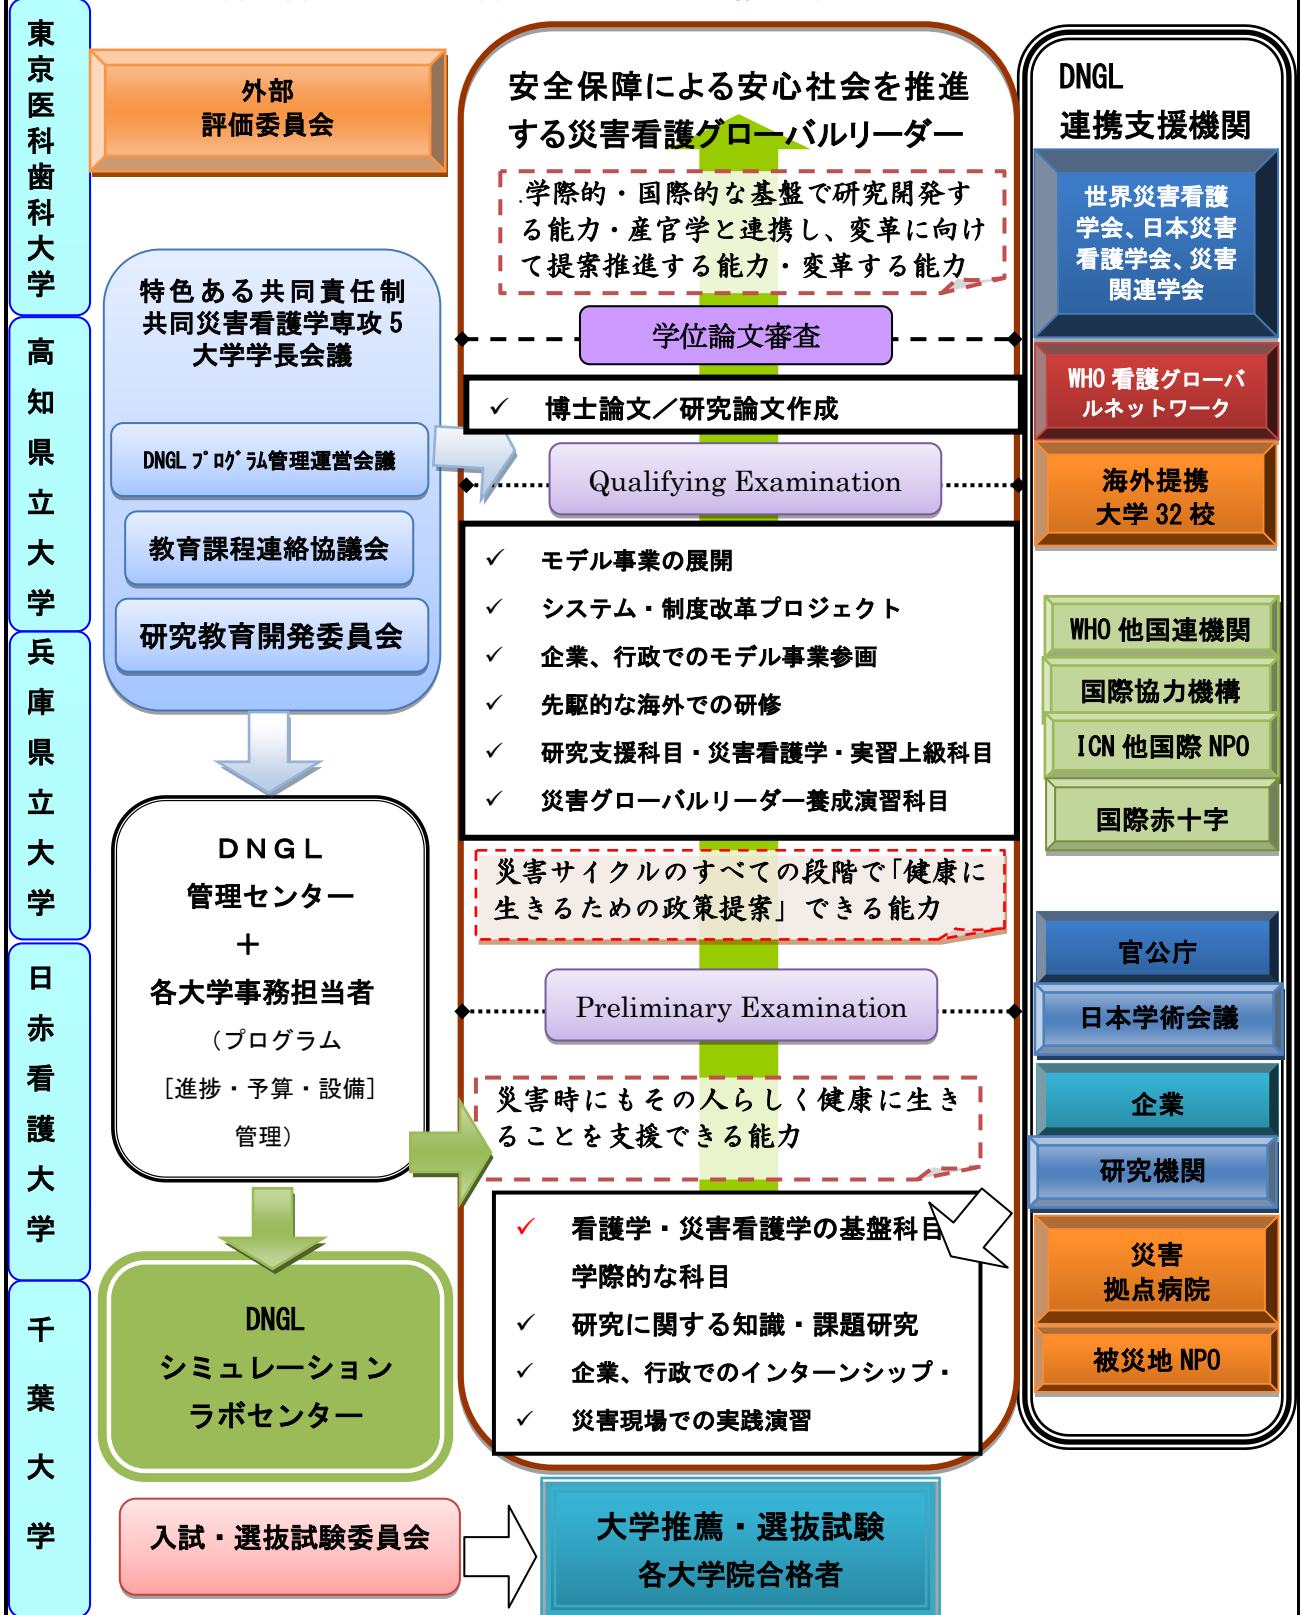 東京医科歯科大学
高知県立大学
兵庫県立大学
日赤看護大学
千葉大学
外部
評価委員会
特色ある共同責任制
共同災害看護学専攻5
大学学長会議
DNGLプログラム管理運営会議
教育課程連絡協議会
研究教育開発委員会
DNGL
管理センター
＋
各大学事務担当者
（プログラム
［進捗・予算・設備］
管理）
DNGL
シミュレーション
ラボセンター
入試・選抜試験委員会
安全保障による安心社会を推進
する災害看護グローバルリーダー
.学際的・国際的な基盤で研究開発す
る能力・産官学と連携し、変革に向け
て提案推進する能力・変革する能力
学位論文審査
✓ 博士論文／研究論文作成
Qualifying Examination
✓ モデル事業の展開
✓ システム・制度改革プロジェクト
✓ 企業、行政でのモデル事業参画
✓ 先駆的な海外での研修
✓ 研究支援科目・災害看護学・実習上級科目
✓ 災害グローバルリーダー養成演習科目
災害サイクルのすべての段階で「健康に
生きるための政策提案」できる能力
Preliminary Examination
災害時にもその人らしく健康に生き
ることを支援できる能力
✓ 看護学・災害看護学の基盤科目
学際的な科目
✓ 研究に関する知識・課題研究
✓ 企業、行政でのインターンシップ・
✓ 災害現場での実践演習
大学推薦・選抜試験
各大学院合格者
DNGL
連携支援機関
世界災害看護
学会、日本災害
看護学会、災害
関連学会
WHO看護グローバ
ルネットワーク
海外提携
大学32校
WHO他国連機関
国際協力機構
ICN他国際NPO
国際赤十字
官公庁
日本学術会議
企業
研究機関
災害
拠点病院
被災地NPO